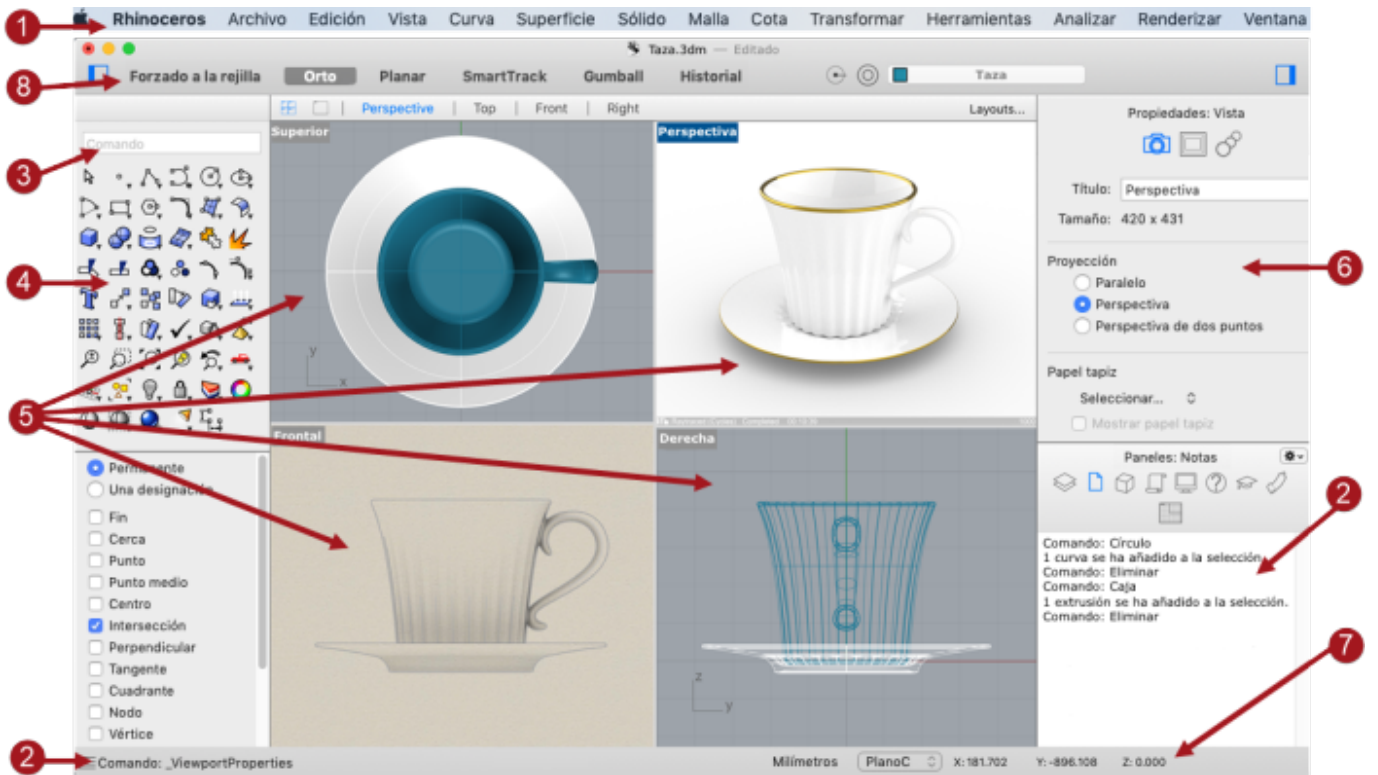 1
Rhinoceros Archivo Edición Vista Curva Superficie Sólido Malla Cota Transformar Herramientas Analizar Renderizar Ventana
Taza.3dm — Editado
8
Forzado a la rejilla Orto Planar SmartTrack Gumball Historial Taza
Perspective | Top | Front | Right Layouts...
3
Comando
4
5
Superior
y
x
Perspectiva
Frontal
Derecha
z
y
Propiedades: Vista
Título: Perspectiva
Tamaño: 420 x 431
Proyección
6
Paralelo
Perspectiva
Perspectiva de dos puntos
Papel tapiz
Seleccionar...
Mostrar papel tapiz
Paneles: Notas
2
Comando: Círculo
1 curva se ha añadido a la selección.
Comando: Eliminar
Comando: Caja
1 extrusión se ha añadido a la selección.
Comando: Eliminar
7
Permanente
Una designación
Fin
Cerca
Punto
Punto medio
Centro
Intersección
Perpendicular
Tangente
Cuadrante
Nodo
Vértice
2
Comando: _ViewportProperties
Milímetros PlanoC X: 181.702 Y: -896.108 Z: 0.000